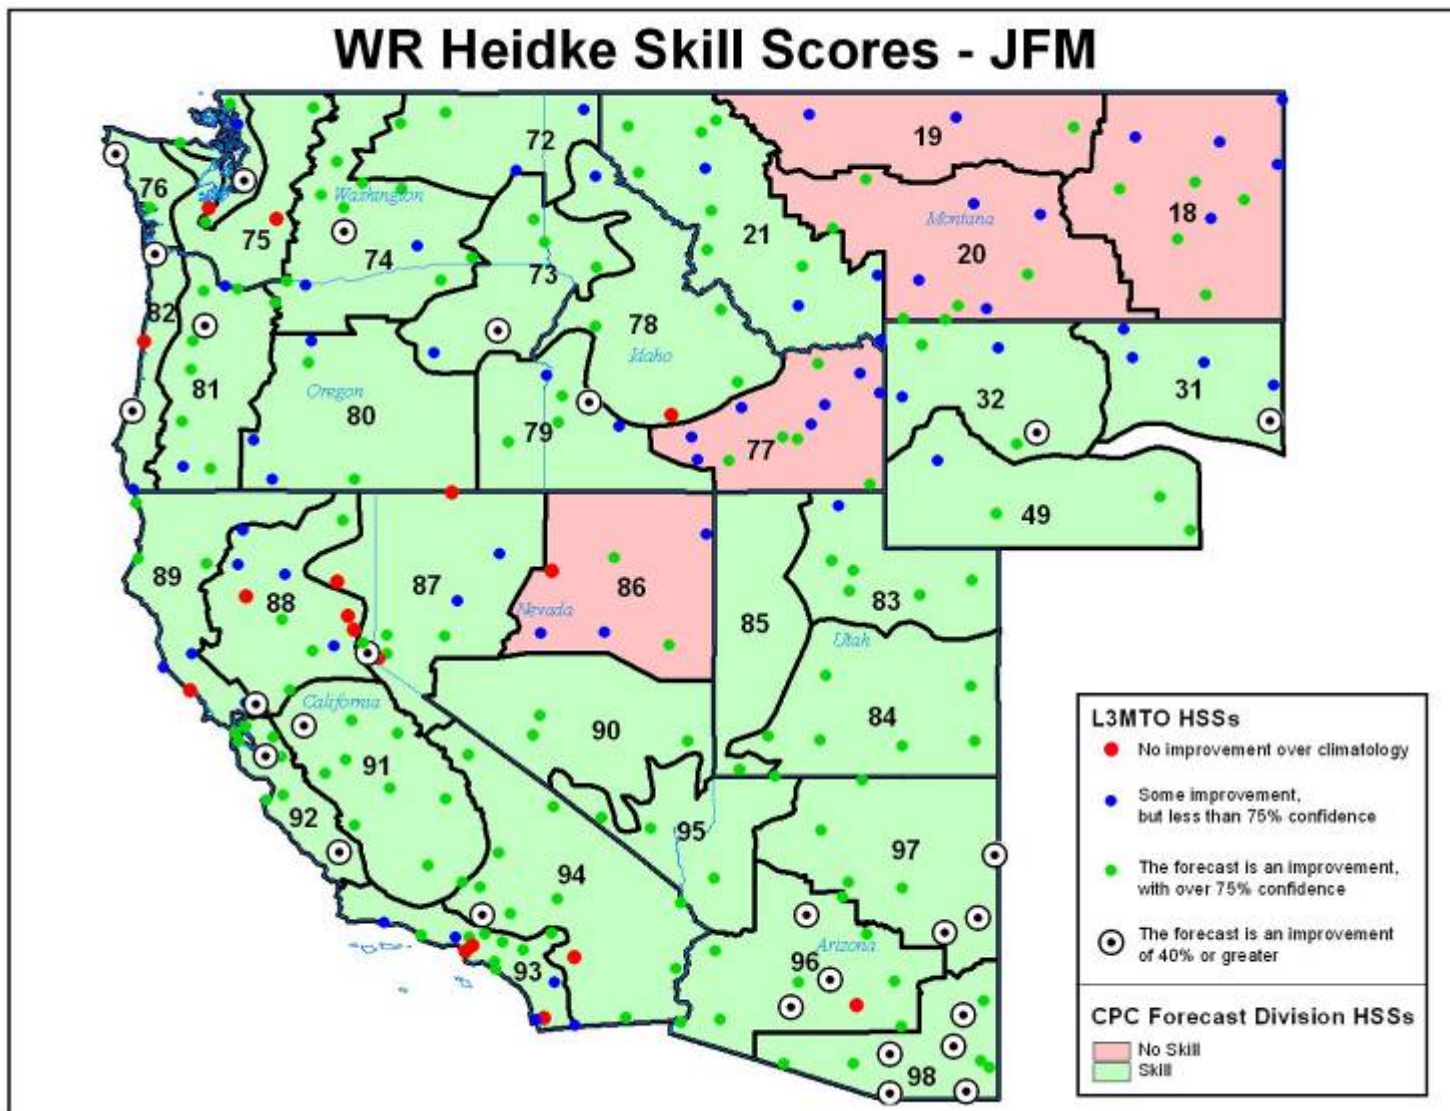 WR Heidke Skill Scores - JFM
72
19
76
Washington
18
75
21
Montana
74
20
73
82
78
Idaho
81
Oregon
80
32
31
79
77
49
89
88
87
Nevada
86
85
83
Utah
California
90
84
91
92
95
97
94
Arizona
96
93
98
L3MTO HSSs
No improvement over climatology
Some improvement,
but less than 75% confidence
The forecast is an improvement,
with over 75% confidence
The forecast is an improvement
of 40% or greater
CPC Forecast Division HSSs
No Skill
Skill